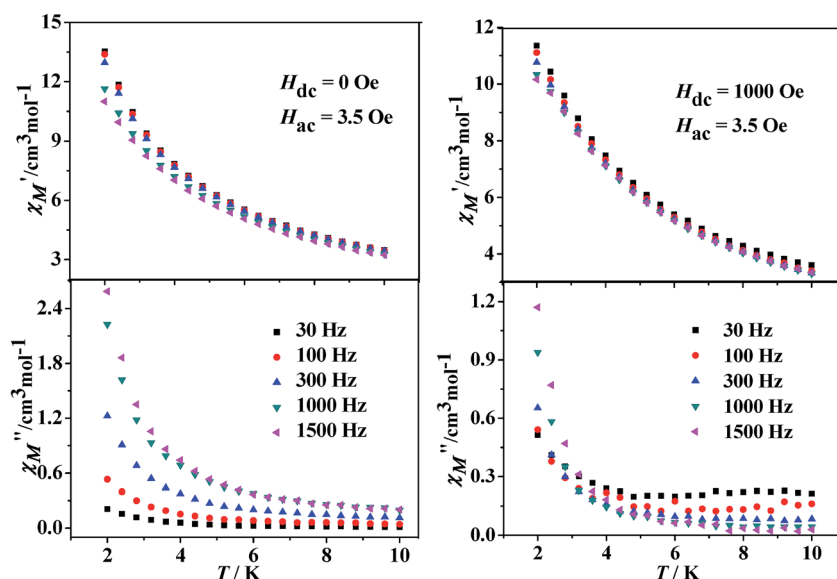 15
12
9
6
3
χM'/cm³mol⁻¹
Hdc = 0 Oe
Hac = 3.5 Oe
2.4
1.8
1.2
0.6
0.0
χM''/cm³mol⁻¹
30 Hz
100 Hz
300 Hz
1000 Hz
1500 Hz
2 4 6 8 10
T / K
12
10
8
6
4
χM'/cm³mol⁻¹
Hdc = 1000 Oe
Hac = 3.5 Oe
1.2
0.9
0.6
0.3
0.0
χM''/cm³mol⁻¹
30 Hz
100 Hz
300 Hz
1000 Hz
1500 Hz
2 4 6 8 10
T / K